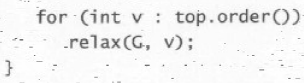 for (int v : top.order())
relax(G, v);
}